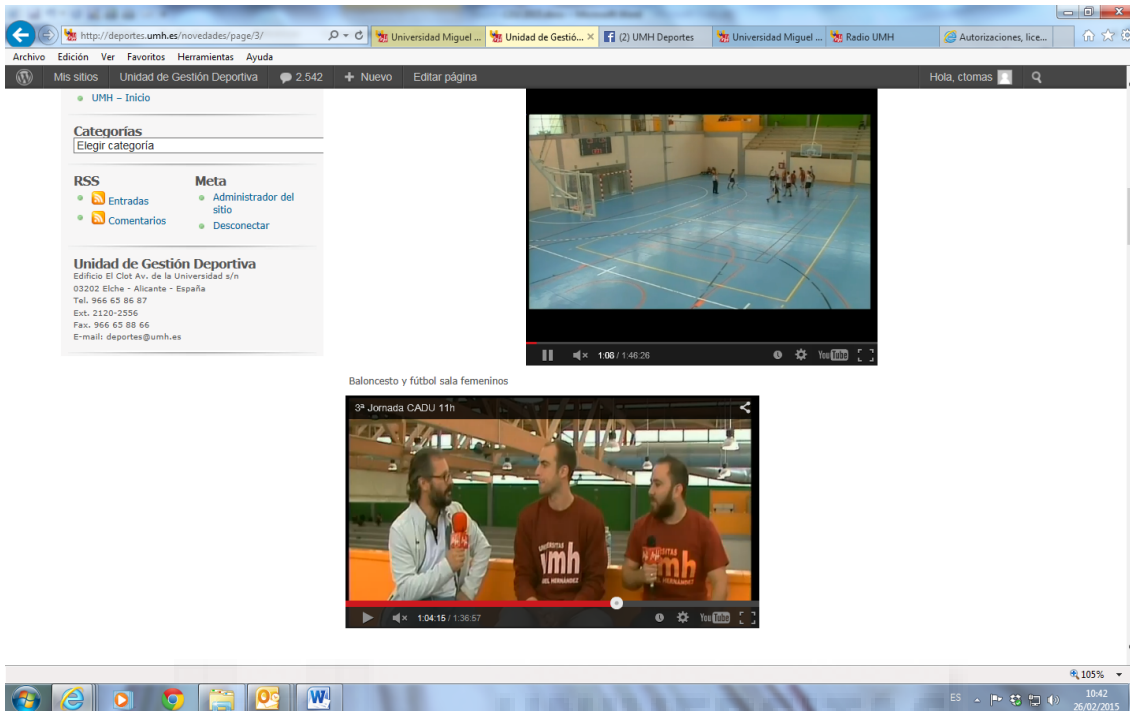 http://deportes.umh.es/novedades/page/3/
Universidad Miguel ...
Unidad de Gestió...
(2) UMH Deportes
Universidad Miguel ...
Radio UMH
Autorizaciones, lice...
Archivo Edición Ver Favoritos Herramientas Ayuda
Mis sitios Unidad de Gestión Deportiva 2.542 + Nuevo Editar página Hola, ctomas
UMH – Inicio
Categorías
Elegir categoría
RSS
Entradas
Comentarios
Meta
Administrador del
sitio
Desconectar
Unidad de Gestión Deportiva
Edificio El Clot Av. de la Universidad s/n
03202 Elche - Alicante - España
Tel. 966 65 86 87
Ext. 2120-2556
Fax. 966 65 88 66
E-mail: deportes@umh.es
1:08 / 1:46:26 YouTube
Baloncesto y fútbol sala femeninos
3ª Jornada CADU 11h
umh
umh
1:04:15 / 1:36:57 YouTube
105%
ES
10:42
26/02/2015